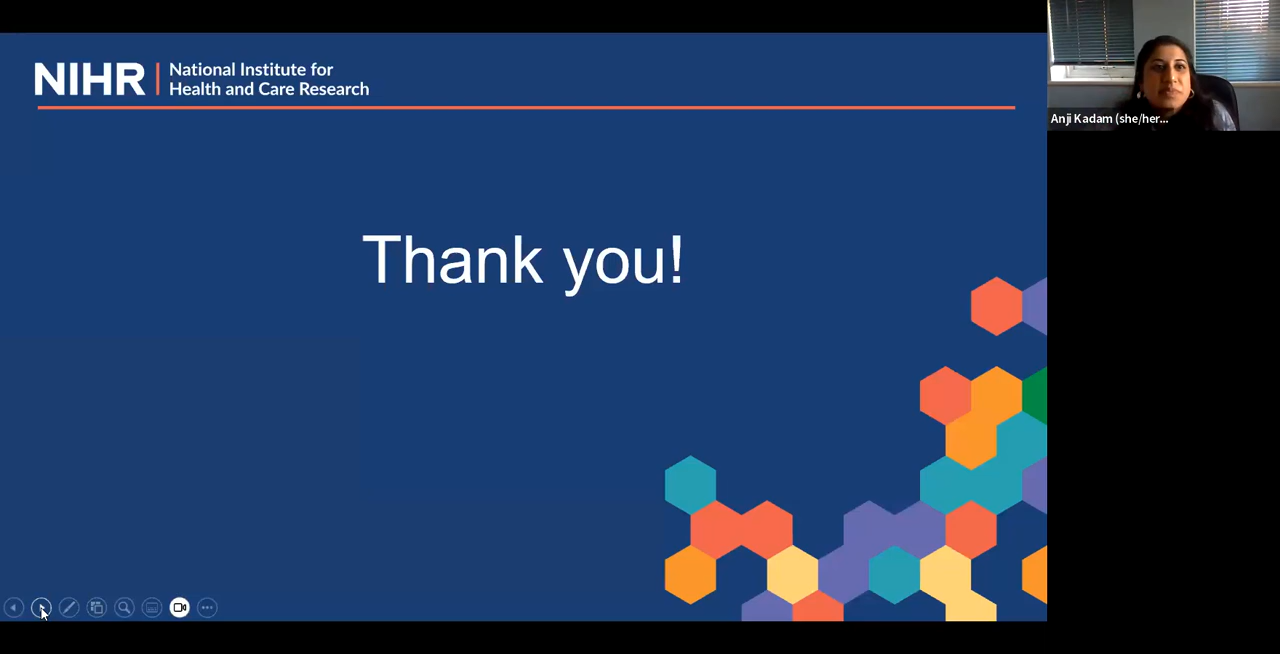 NIHR
National Institute for
Health and Care Research
Thank you!
Anji Kadam (she/her...